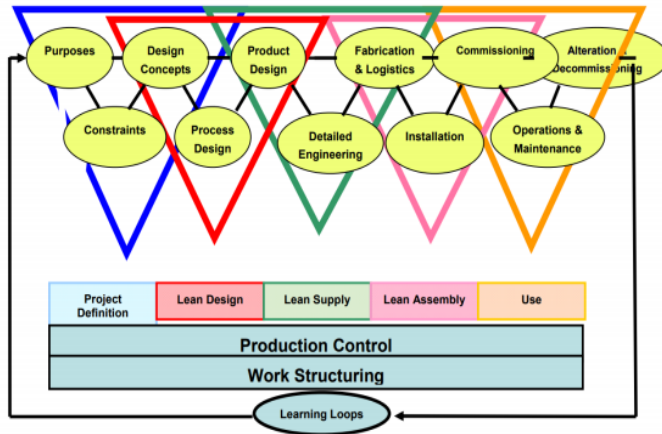 Purposes
Design
Concepts
Product
Design
Fabrication
& Logistics
Commissioning
Alteration
Decommissioning
Constraints
Process
Design
Detailed
Engineering
Installation
Operations &
Maintenance
Project
Definition
Lean Design
Lean Supply
Lean Assembly
Use
Production Control
Work Structuring
Learning Loops